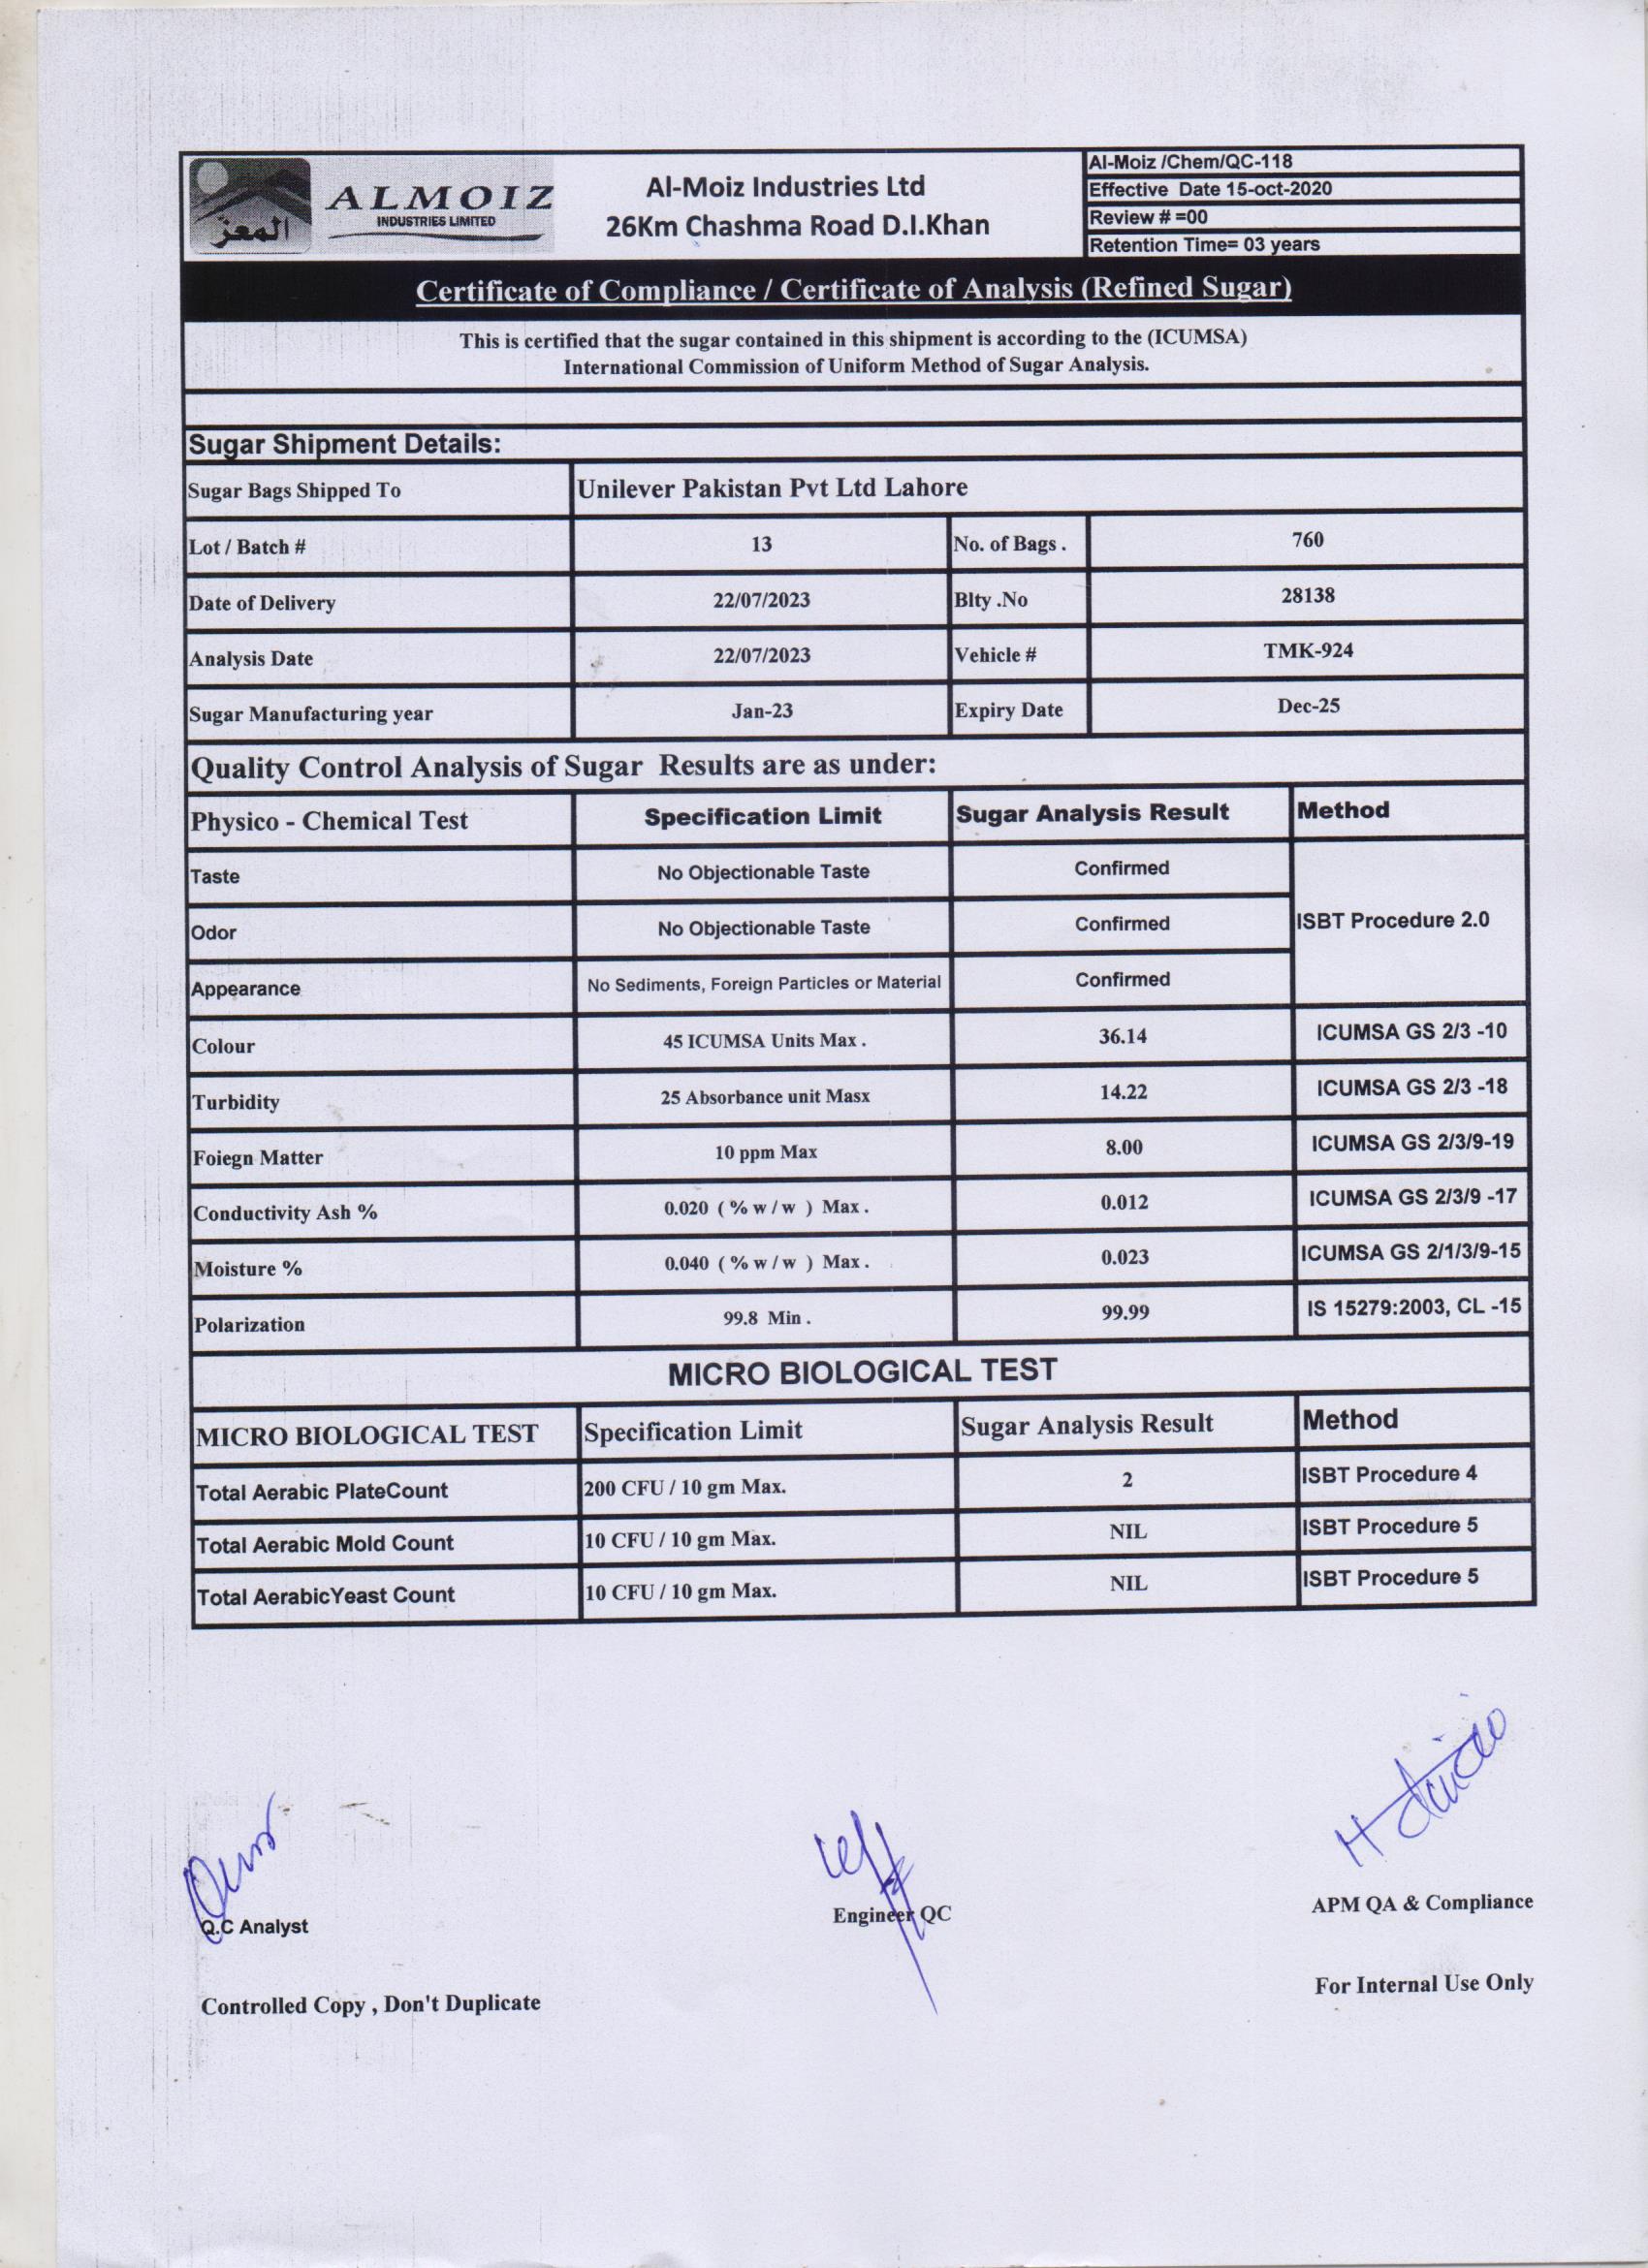 المعز
ALMOIZ
INDUSTRIES LIMITED
Al-Moiz Industries Ltd
26Km Chashma Road D.I.Khan
Al-Moiz /Chem/QC-118
Effective Date 15-oct-2020
Review # =00
Retention Time= 03 years
Certificate of Compliance / Certificate of Analysis (Refined Sugar)
This is certified that the sugar contained in this shipment is according to the (ICUMSA)
International Commission of Uniform Method of Sugar Analysis.
Sugar Shipment Details:
Sugar Bags Shipped To Unilever Pakistan Pvt Ltd Lahore
Lot / Batch # 13 No. of Bags . 760
Date of Delivery 22/07/2023 Blty .No 28138
Analysis Date 22/07/2023 Vehicle # TMK-924
Sugar Manufacturing year Jan-23 Expiry Date Dec-25
Quality Control Analysis of Sugar Results are as under:
Physico - Chemical Test Specification Limit Sugar Analysis Result Method
Taste No Objectionable Taste Confirmed
Odor No Objectionable Taste Confirmed ISBT Procedure 2.0
Appearance No Sediments, Foreign Particles or Material Confirmed
Colour 45 ICUMSA Units Max . 36.14 ICUMSA GS 2/3 -10
Turbidity 25 Absorbance unit Masx 14.22 ICUMSA GS 2/3 -18
Foiegn Matter 10 ppm Max 8.00 ICUMSA GS 2/3/9-19
Conductivity Ash % 0.020 ( % w / w ) Max . 0.012 ICUMSA GS 2/3/9 -17
Moisture % 0.040 ( % w / w ) Max . 0.023 ICUMSA GS 2/1/3/9-15
Polarization 99.8 Min . 99.99 IS 15279:2003, CL -15
MICRO BIOLOGICAL TEST
MICRO BIOLOGICAL TEST Specification Limit Sugar Analysis Result Method
Total Aerabic PlateCount 200 CFU / 10 gm Max. 2 ISBT Procedure 4
Total Aerabic Mold Count 10 CFU / 10 gm Max. NIL ISBT Procedure 5
Total AerabicYeast Count 10 CFU / 10 gm Max. NIL ISBT Procedure 5
Q.C Analyst Engineer QC APM QA & Compliance
Controlled Copy , Don't Duplicate For Internal Use Only